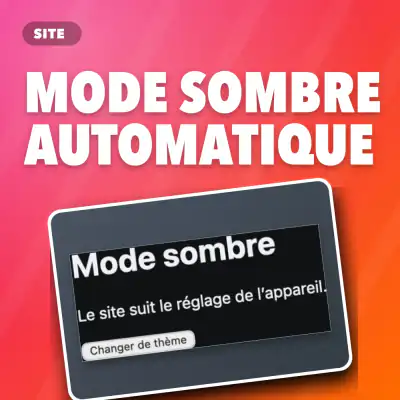 SITE
MODE SOMBRE
AUTOMATIQUE
Mode sombre
Le site suit le réglage de l’appareil.
Changer de thème